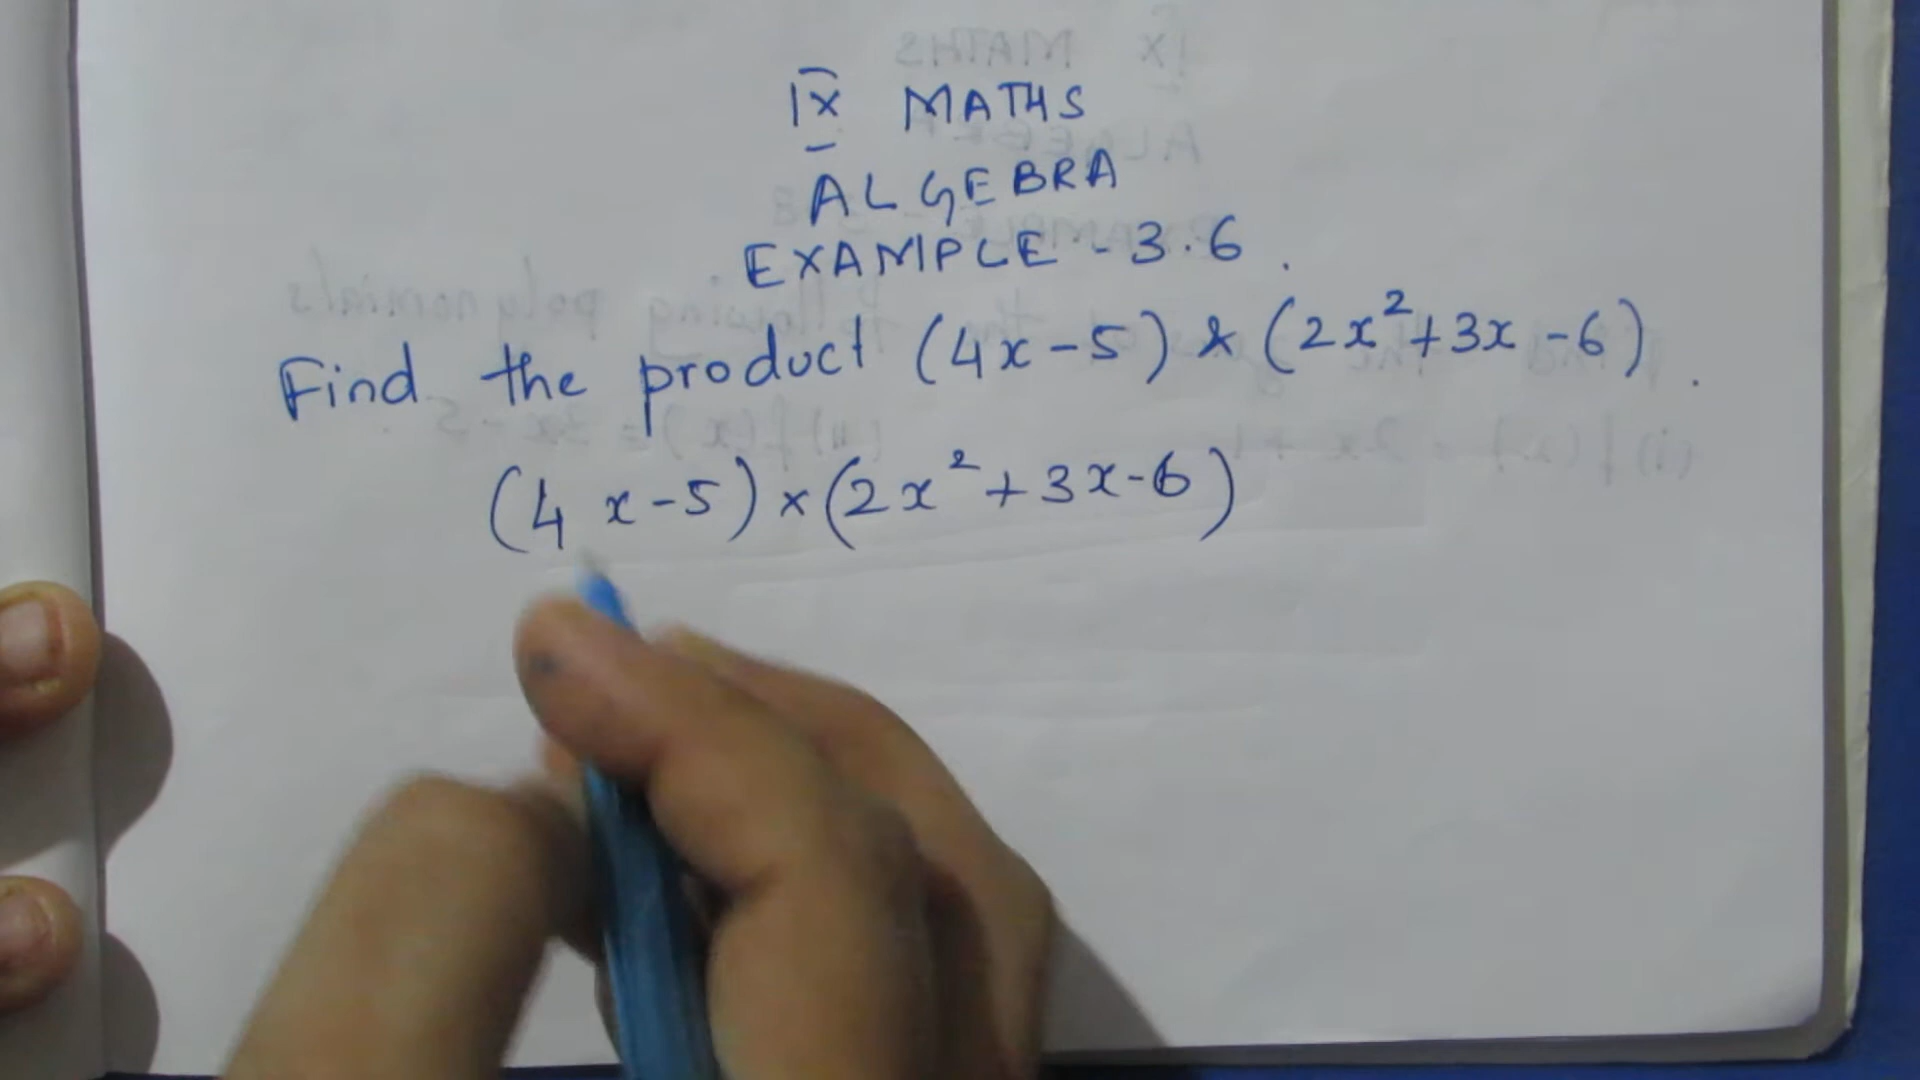 IX MATHS
ALGEBRA
EXAMPLE - 3.6.
Find the product (4x-5) & (2x²+3x-6).
(4x-5)×(2x²+3x-6)